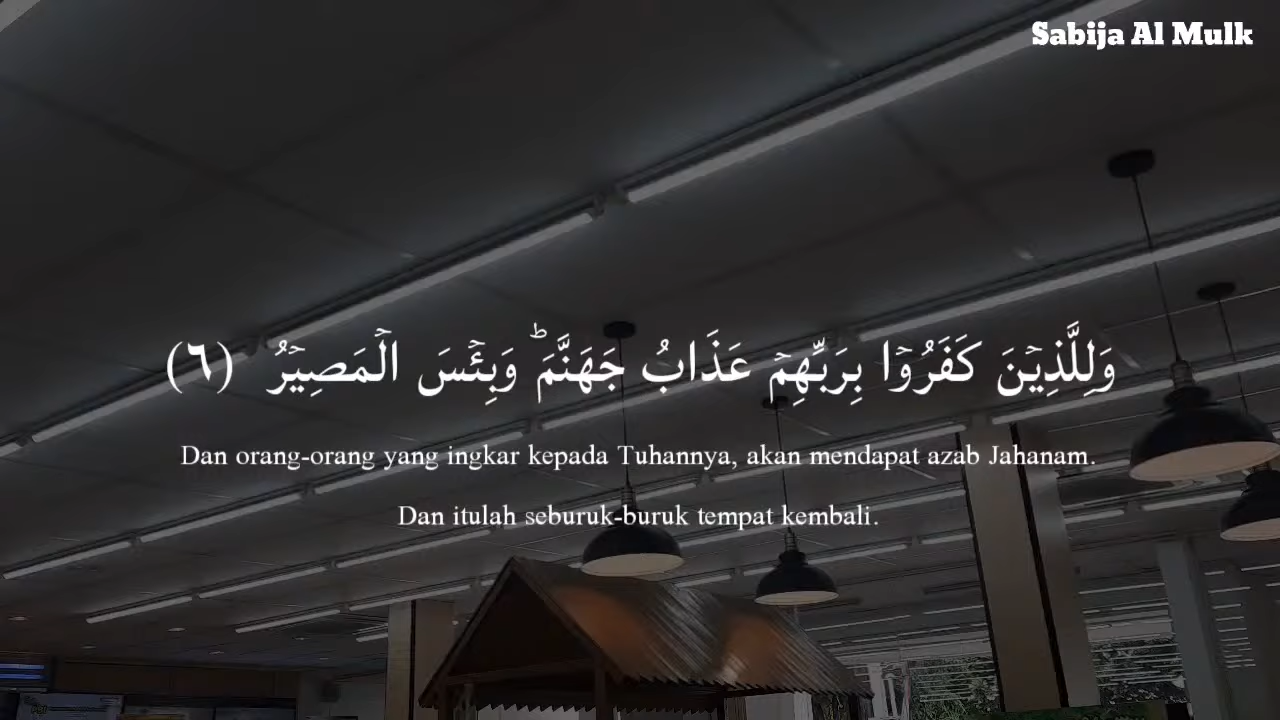 Sabija Al Mulk
وَلِلَّذِيْنَ كَفَرُوْا بِرَبِّهِمْ عَذَابُ جَهَنَّمَۗ وَبِئْسَ الْمَصِيْرُ (٦)
Dan orang-orang yang ingkar kepada Tuhannya, akan mendapat azab Jahanam.
Dan itulah seburuk-buruk tempat kembali.